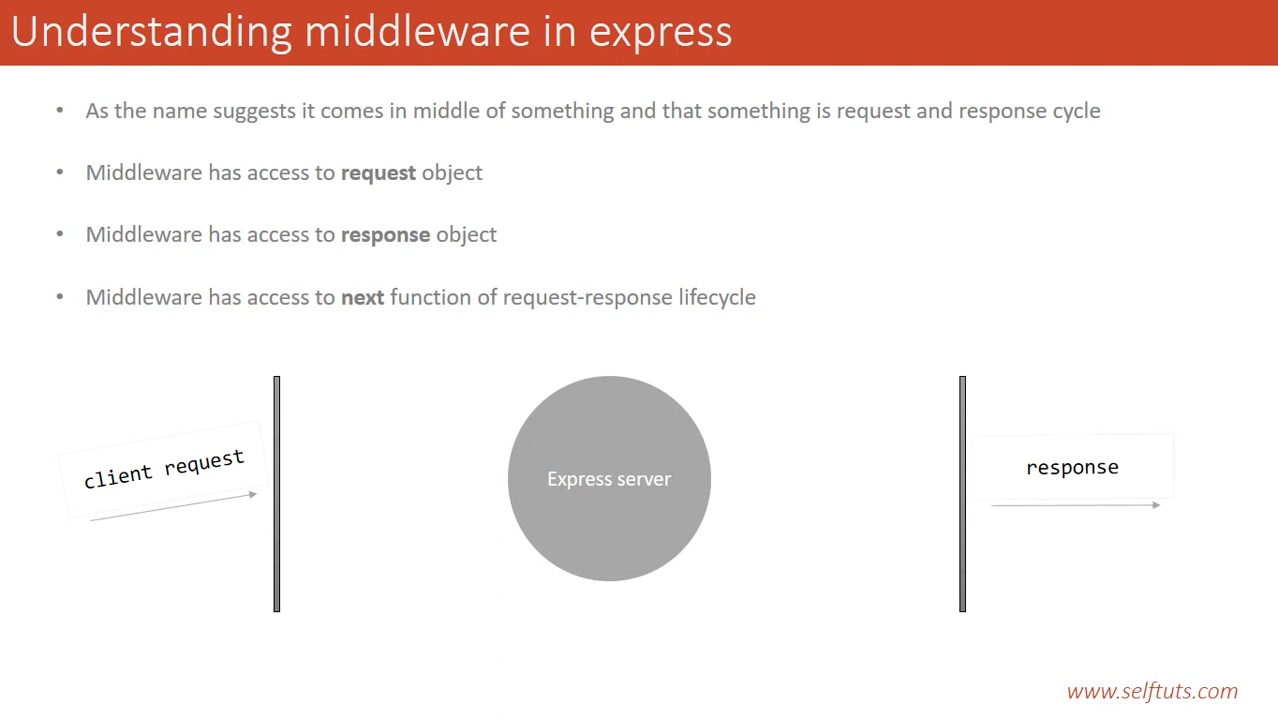 Understanding middleware in express
• As the name suggests it comes in middle of something and that something is request and response cycle
• Middleware has access to request object
• Middleware has access to response object
• Middleware has access to next function of request-response lifecycle
client request
Express server
response
www.selftuts.com